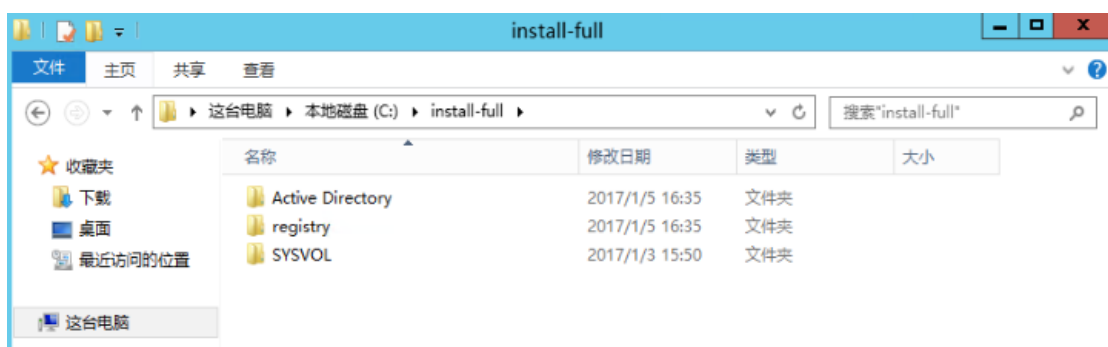 install-full
文件 主页 共享 查看
这台电脑 本地磁盘 (C:) install-full 搜索"install-full"
收藏夹
下载
桌面
最近访问的位置
这台电脑
名称 修改日期 类型 大小
Active Directory 2017/1/5 16:35 文件夹
registry 2017/1/5 16:35 文件夹
SYSVOL 2017/1/3 15:50 文件夹